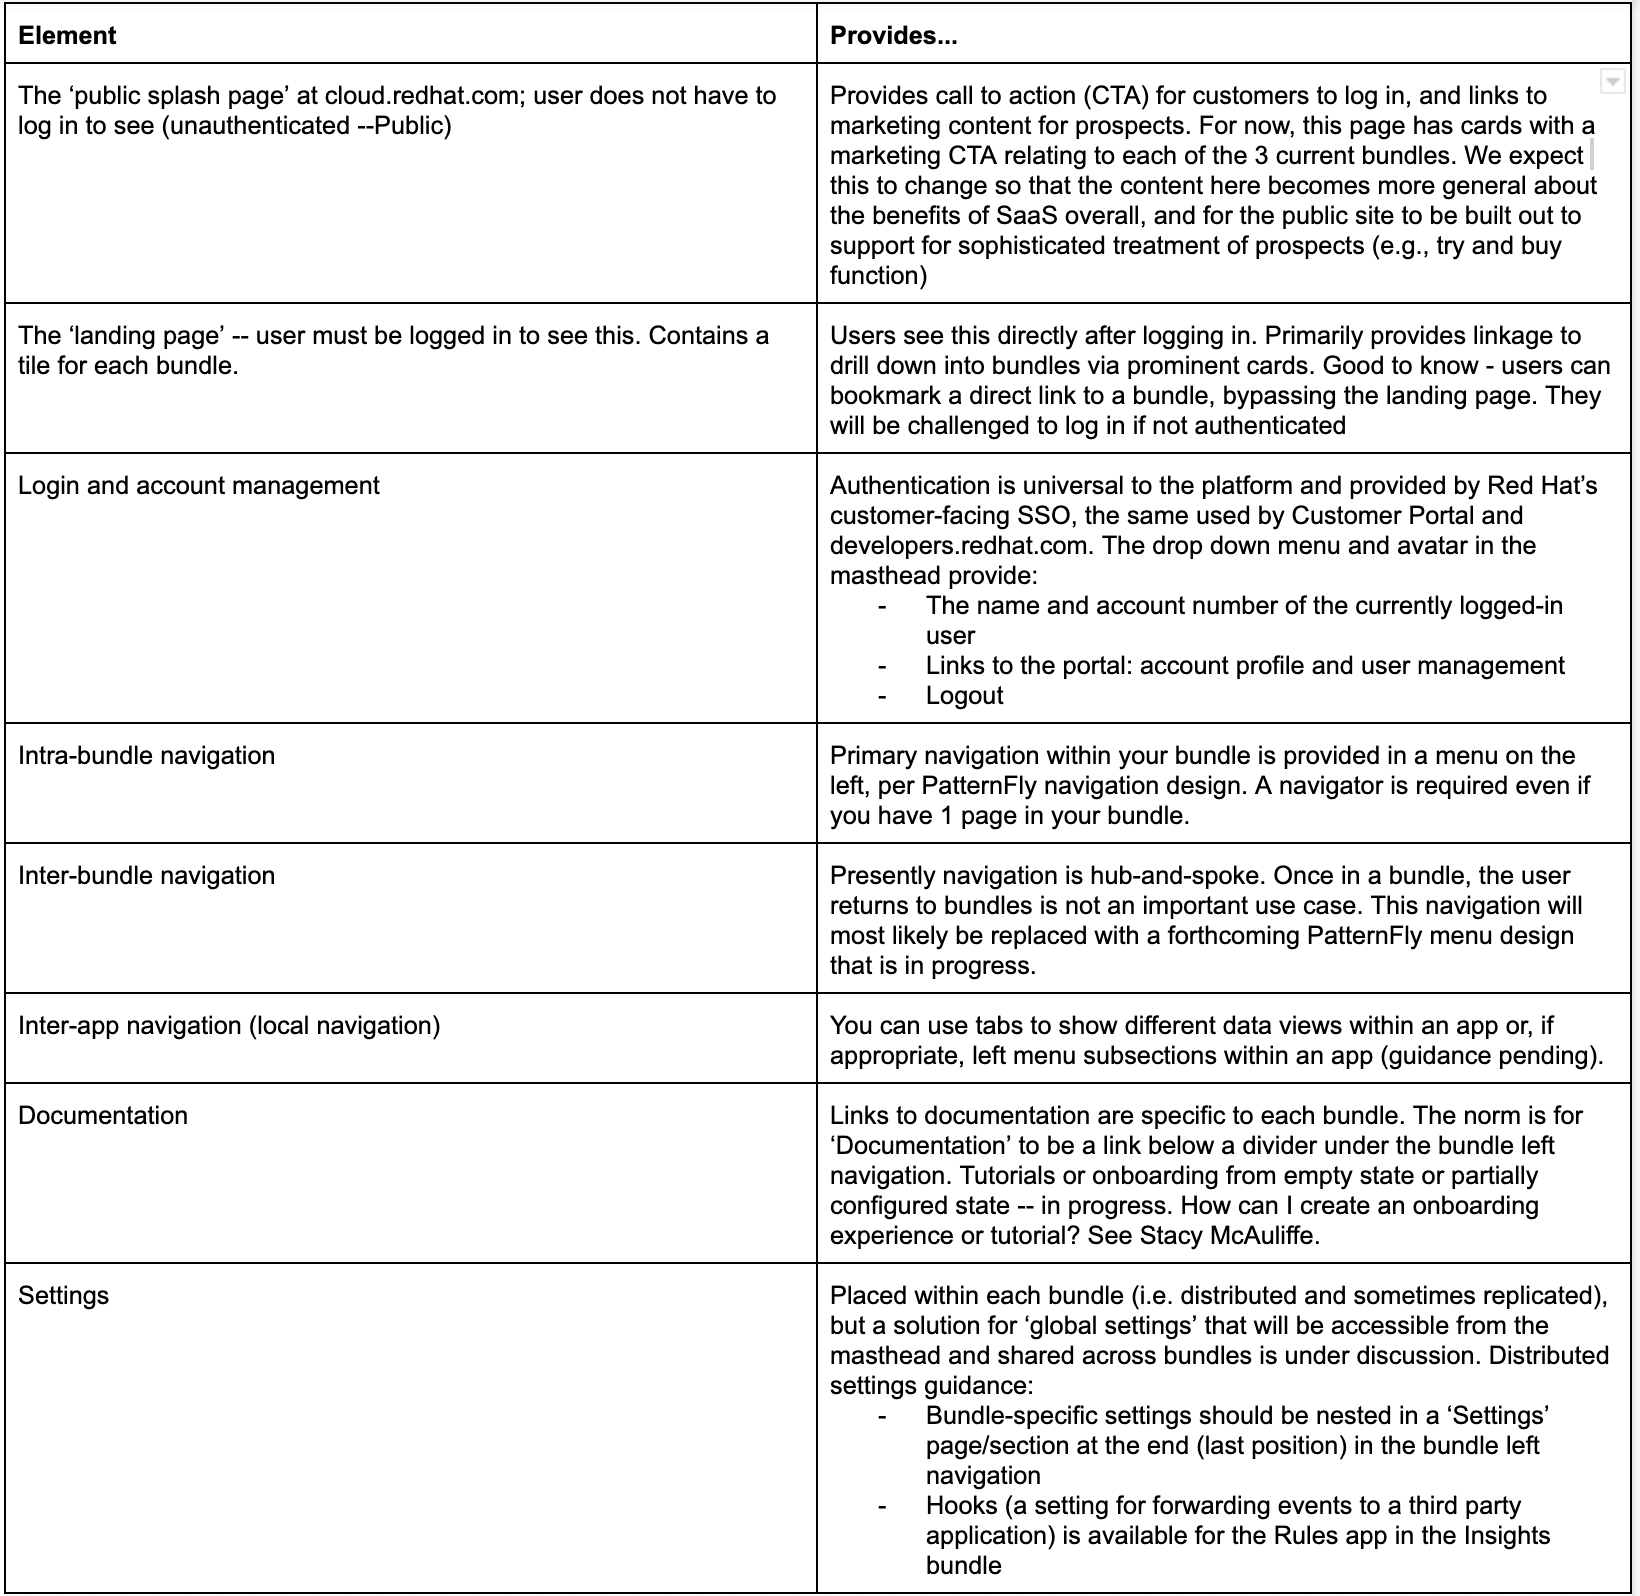 Element
Provides...
The ‘public splash page’ at cloud.redhat.com; user does not have to
log in to see (unauthenticated --Public)
Provides call to action (CTA) for customers to log in, and links to
marketing content for prospects. For now, this page has cards with a
marketing CTA relating to each of the 3 current bundles. We expect
this to change so that the content here becomes more general about
the benefits of SaaS overall, and for the public site to be built out to
support for sophisticated treatment of prospects (e.g., try and buy
function)
The ‘landing page’ -- user must be logged in to see this. Contains a
tile for each bundle.
Users see this directly after logging in. Primarily provides linkage to
drill down into bundles via prominent cards. Good to know - users can
bookmark a direct link to a bundle, bypassing the landing page. They
will be challenged to log in if not authenticated
Login and account management
Authentication is universal to the platform and provided by Red Hat’s
customer-facing SSO, the same used by Customer Portal and
developers.redhat.com. The drop down menu and avatar in the
masthead provide:
- The name and account number of the currently logged-in
user
- Links to the portal: account profile and user management
- Logout
Intra-bundle navigation
Primary navigation within your bundle is provided in a menu on the
left, per PatternFly navigation design. A navigator is required even if
you have 1 page in your bundle.
Inter-bundle navigation
Presently navigation is hub-and-spoke. Once in a bundle, the user
returns to bundles is not an important use case. This navigation will
most likely be replaced with a forthcoming PatternFly menu design
that is in progress.
Inter-app navigation (local navigation)
You can use tabs to show different data views within an app or, if
appropriate, left menu subsections within an app (guidance pending).
Documentation
Links to documentation are specific to each bundle. The norm is for
‘Documentation’ to be a link below a divider under the bundle left
navigation. Tutorials or onboarding from empty state or partially
configured state -- in progress. How can I create an onboarding
experience or tutorial? See Stacy McAuliffe.
Settings
Placed within each bundle (i.e. distributed and sometimes replicated),
but a solution for ‘global settings’ that will be accessible from the
masthead and shared across bundles is under discussion. Distributed
settings guidance:
- Bundle-specific settings should be nested in a ‘Settings’
page/section at the end (last position) in the bundle left
navigation
- Hooks (a setting for forwarding events to a third party
application) is available for the Rules app in the Insights
bundle